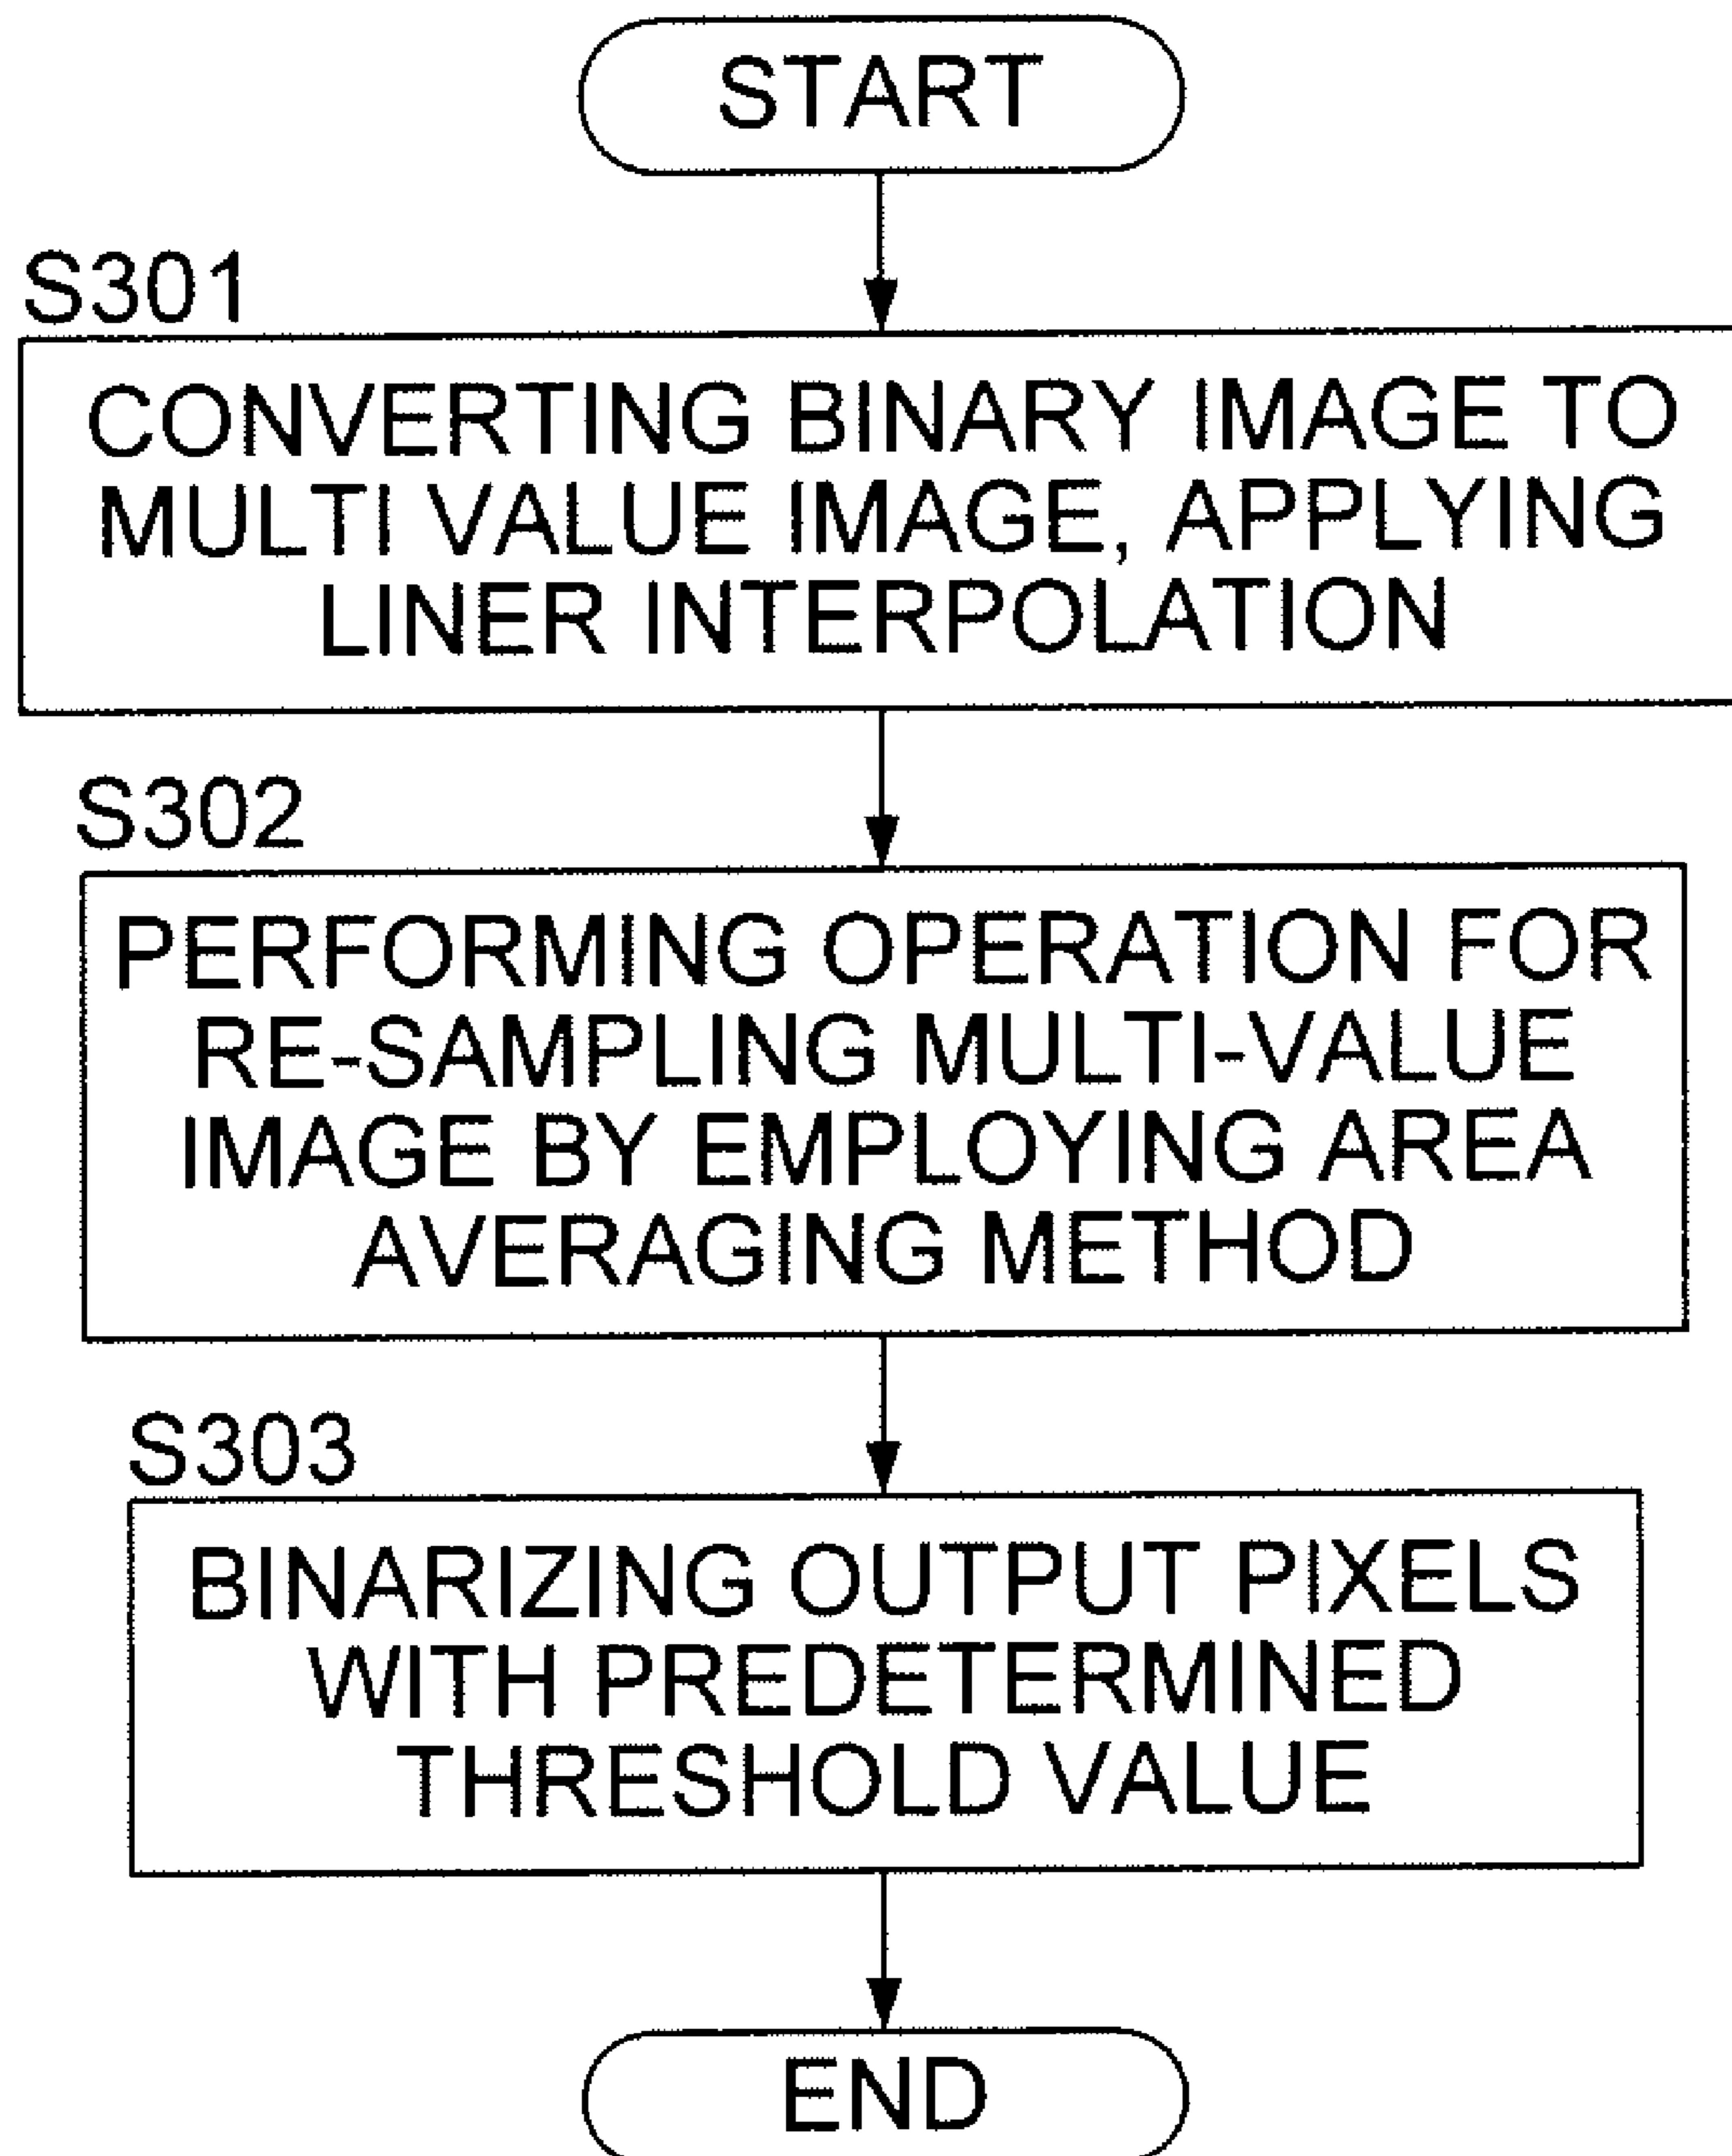 START
S301
CONVERTING BINARY IMAGE TO
MULTI VALUE IMAGE, APPLYING
LINER INTERPOLATION
S302
PERFORMING OPERATION FOR
RE-SAMPLING MULTI-VALUE
IMAGE BY EMPLOYING AREA
AVERAGING METHOD
S303
BINARIZING OUTPUT PIXELS
WITH PREDETERMINED
THRESHOLD VALUE
END